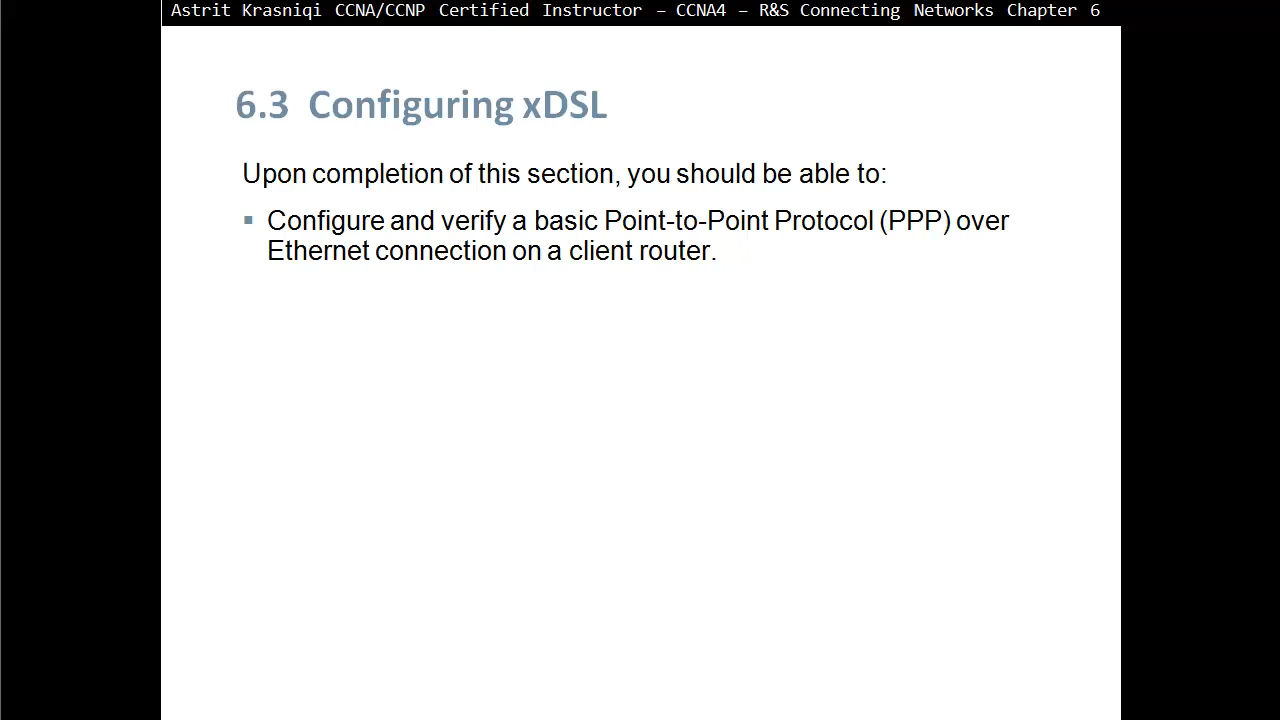 Astrit Krasniqi CCNA/CCNP Certified Instructor – CCNA4 – R&S Connecting Networks Chapter 6
6.3 Configuring xDSL
Upon completion of this section, you should be able to:
▪ Configure and verify a basic Point-to-Point Protocol (PPP) over
Ethernet connection on a client router.